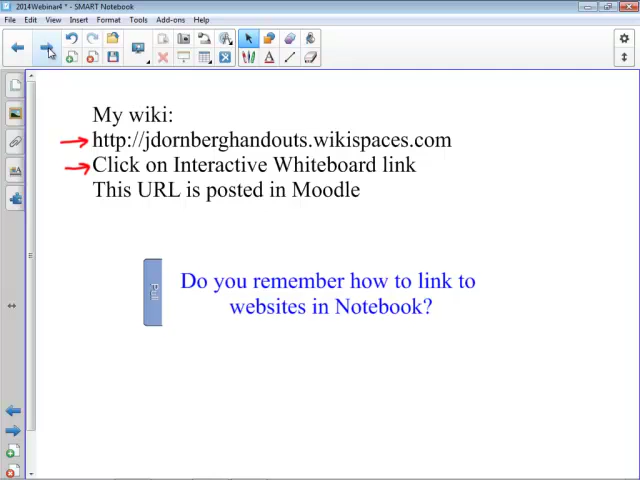 2014Webinar4 * - SMART Notebook
File Edit View Insert Format Tools Add-ons Help
My wiki:
http://jdornberghandouts.wikispaces.com
Click on Interactive Whiteboard link
This URL is posted in Moodle
Pull
Do you remember how to link to
websites in Notebook?